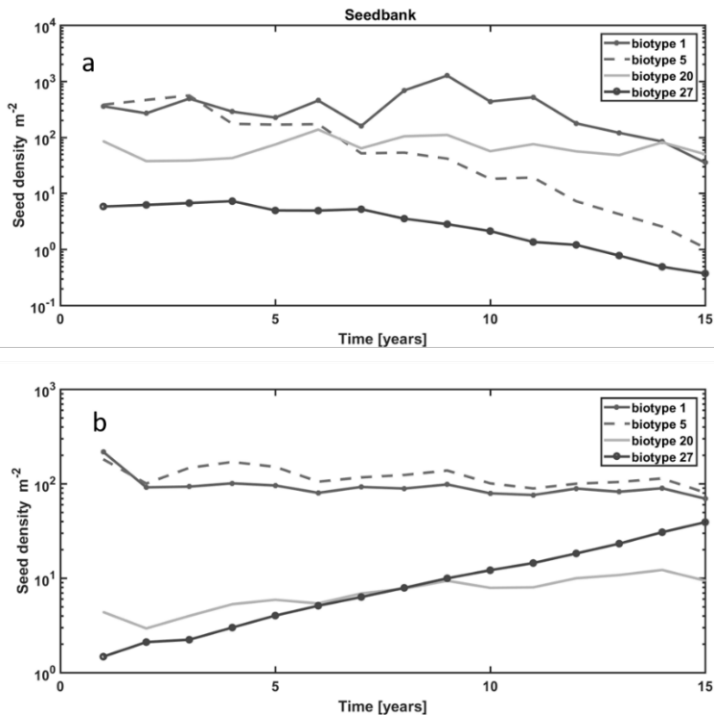 Seedbank
a
10^4
10^3
10^2
10^1
10^0
10^-1
Seed density m^-2
biotype 1
biotype 5
biotype 20
biotype 27
0 5 10 15
Time [years]
b
10^3
10^2
10^1
10^0
Seed density m^-2
biotype 1
biotype 5
biotype 20
biotype 27
0 5 10 15
Time [years]